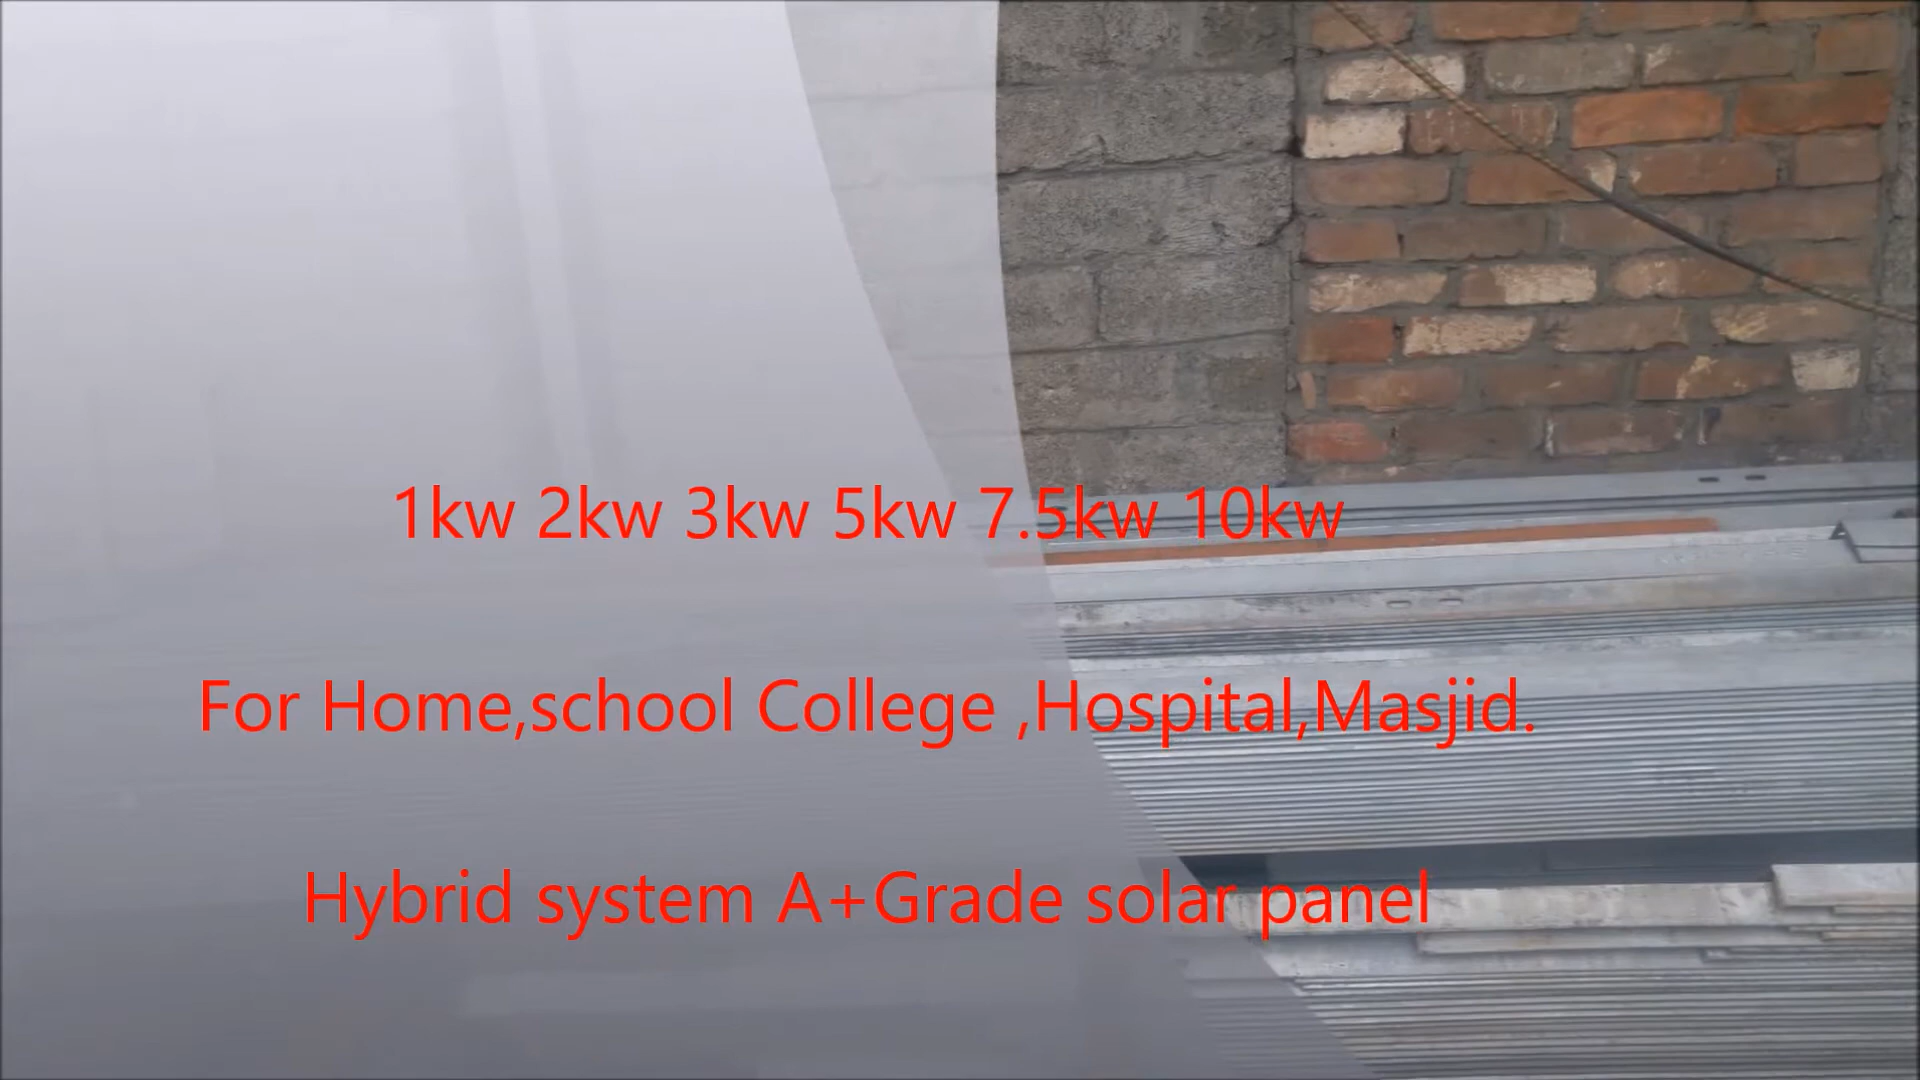 1kw 2kw 3kw 5kw 7.5kw 10kw
For Home,school College ,Hospital,Masjid.
Hybrid system A+Grade solar panel